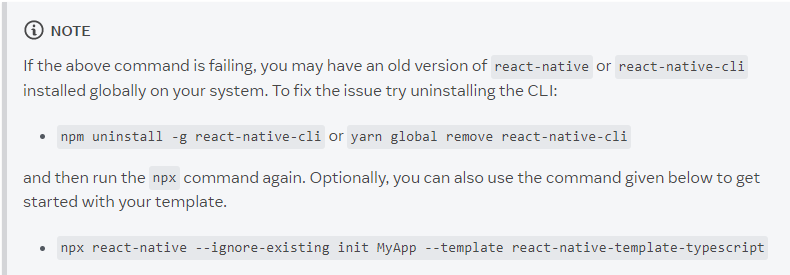 NOTE
If the above command is failing, you may have an old version of react-native or react-native-cli
installed globally on your system. To fix the issue try uninstalling the CLI:
• npm uninstall -g react-native-cli or yarn global remove react-native-cli
and then run the npx command again. Optionally, you can also use the command given below to get
started with your template.
• npx react-native --ignore-existing init MyApp --template react-native-template-typescript